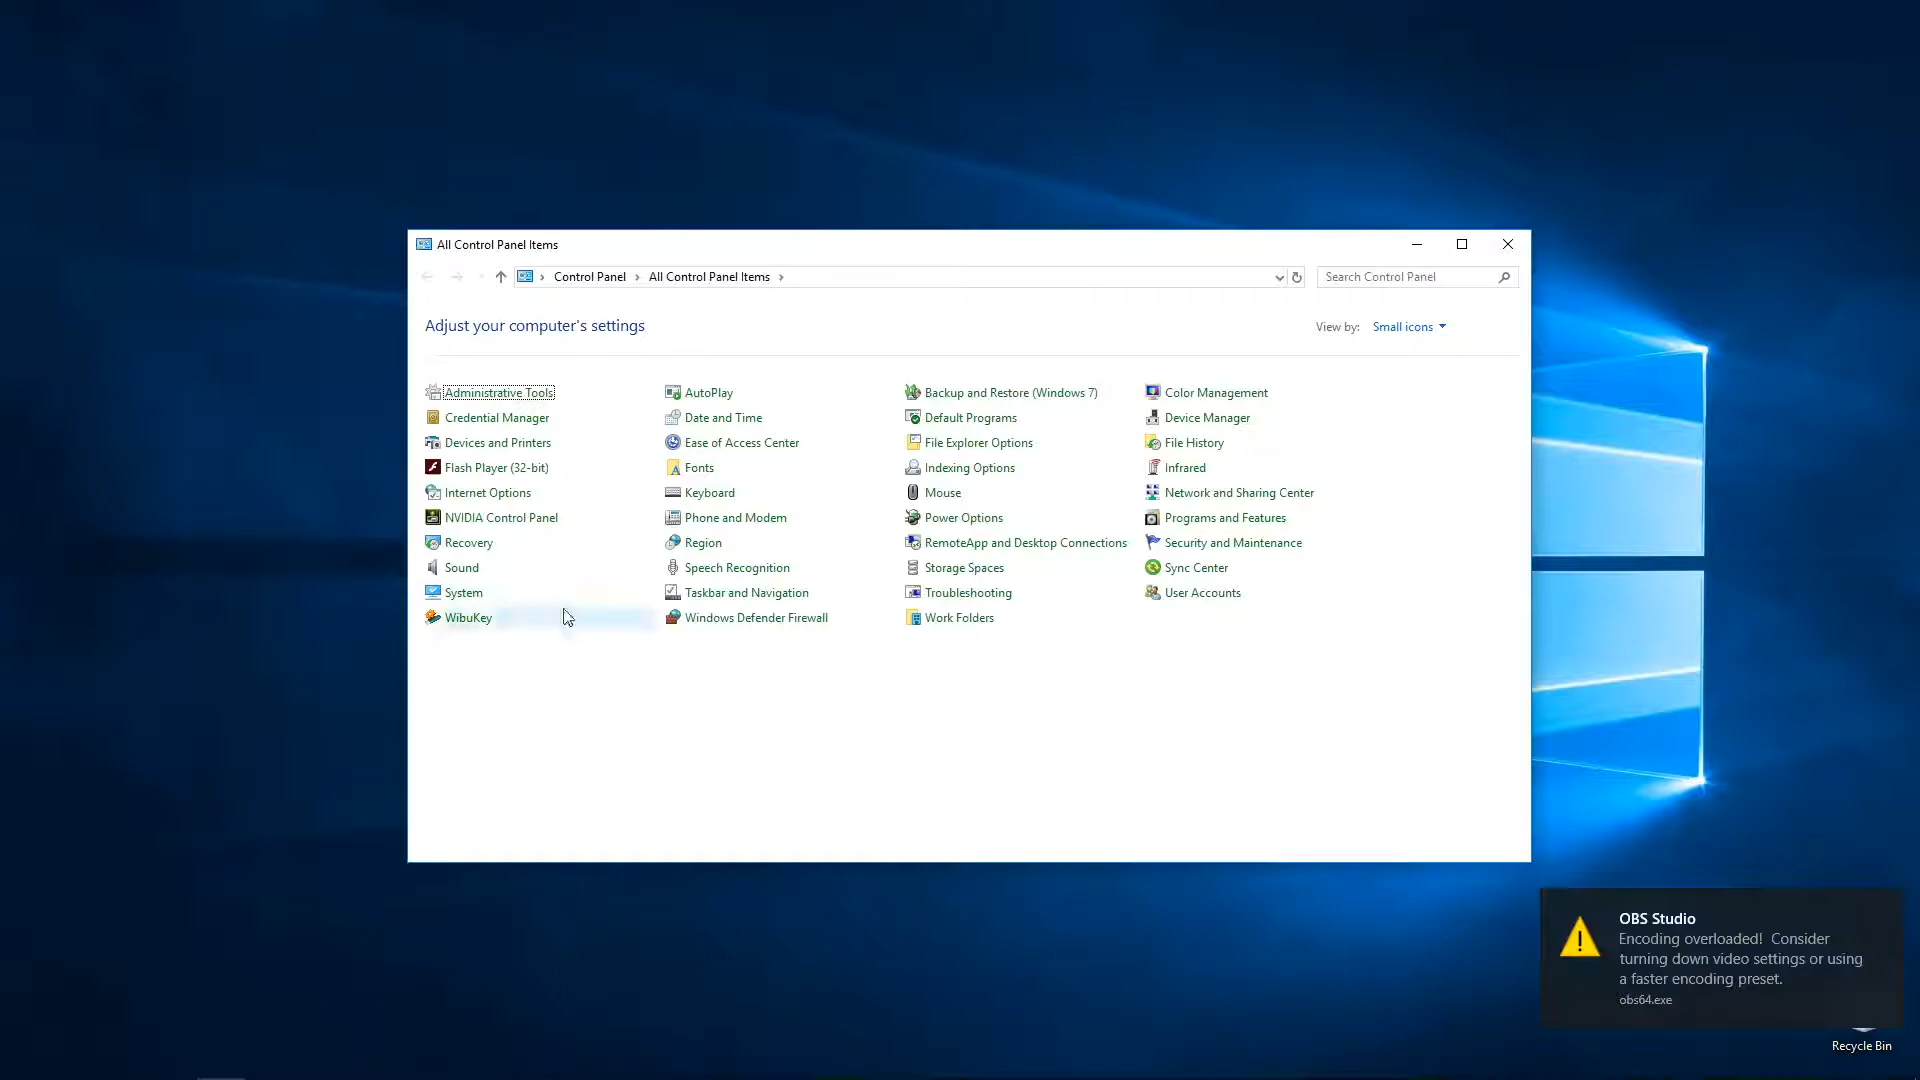 All Control Panel Items
Control Panel All Control Panel Items Search Control Panel
Adjust your computer's settings View by: Small icons
Administrative Tools AutoPlay Backup and Restore (Windows 7) Color Management
Credential Manager Date and Time Default Programs Device Manager
Devices and Printers Ease of Access Center File Explorer Options File History
Flash Player (32-bit) Fonts Indexing Options Infrared
Internet Options Keyboard Mouse Network and Sharing Center
NVIDIA Control Panel Phone and Modem Power Options Programs and Features
Recovery Region RemoteApp and Desktop Connections Security and Maintenance
Sound Speech Recognition Storage Spaces Sync Center
System Taskbar and Navigation Troubleshooting User Accounts
WibuKey Windows Defender Firewall Work Folders
OBS Studio
Encoding overloaded! Consider
turning down video settings or using
a faster encoding preset.
obs64.exe
Recycle Bin